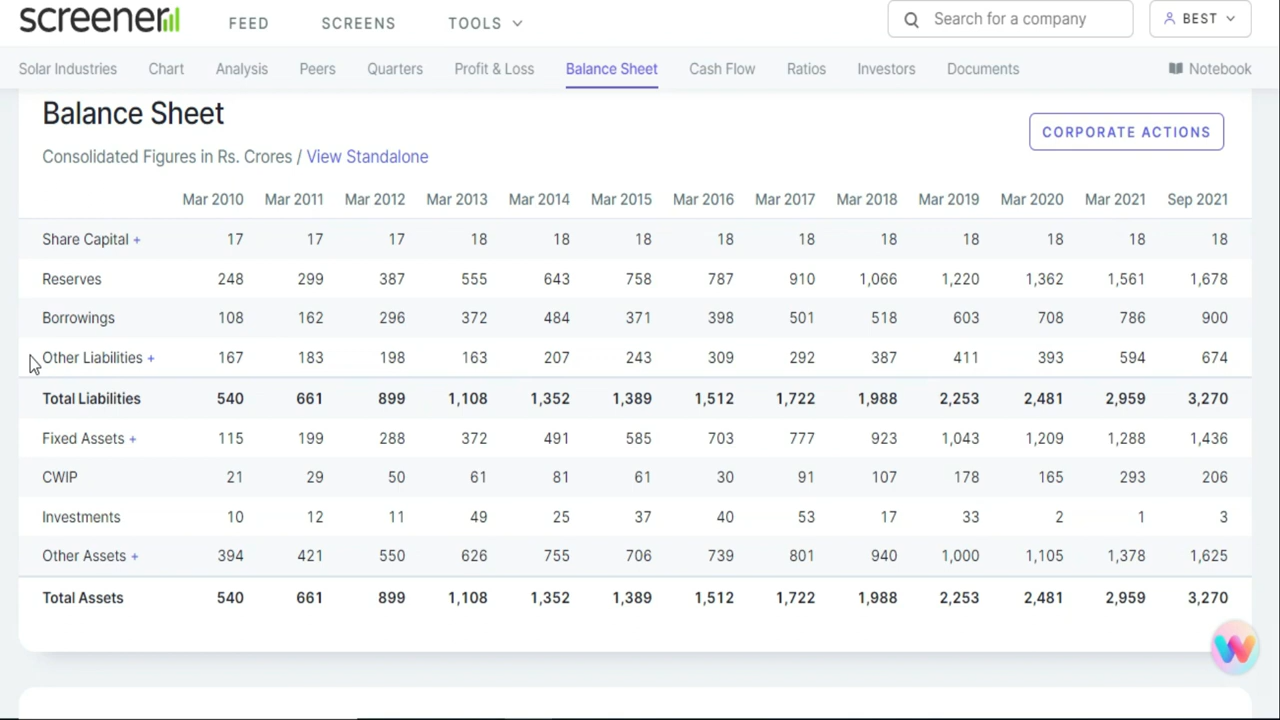 screener FEED SCREENS TOOLS Search for a company BEST
Solar Industries Chart Analysis Peers Quarters Profit & Loss Balance Sheet Cash Flow Ratios Investors Documents Notebook
Balance Sheet
CORPORATE ACTIONS
Consolidated Figures in Rs. Crores / View Standalone
Mar 2010 Mar 2011 Mar 2012 Mar 2013 Mar 2014 Mar 2015 Mar 2016 Mar 2017 Mar 2018 Mar 2019 Mar 2020 Mar 2021 Sep 2021
Share Capital + 17 17 17 18 18 18 18 18 18 18 18 18 18
Reserves 248 299 387 555 643 758 787 910 1,066 1,220 1,362 1,561 1,678
Borrowings 108 162 296 372 484 371 398 501 518 603 708 786 900
Other Liabilities + 167 183 198 163 207 243 309 292 387 411 393 594 674
Total Liabilities 540 661 899 1,108 1,352 1,389 1,512 1,722 1,988 2,253 2,481 2,959 3,270
Fixed Assets + 115 199 288 372 491 585 703 777 923 1,043 1,209 1,288 1,436
CWIP 21 29 50 61 81 61 30 91 107 178 165 293 206
Investments 10 12 11 49 25 37 40 53 17 33 2 1 3
Other Assets + 394 421 550 626 755 706 739 801 940 1,000 1,105 1,378 1,625
Total Assets 540 661 899 1,108 1,352 1,389 1,512 1,722 1,988 2,253 2,481 2,959 3,270
W